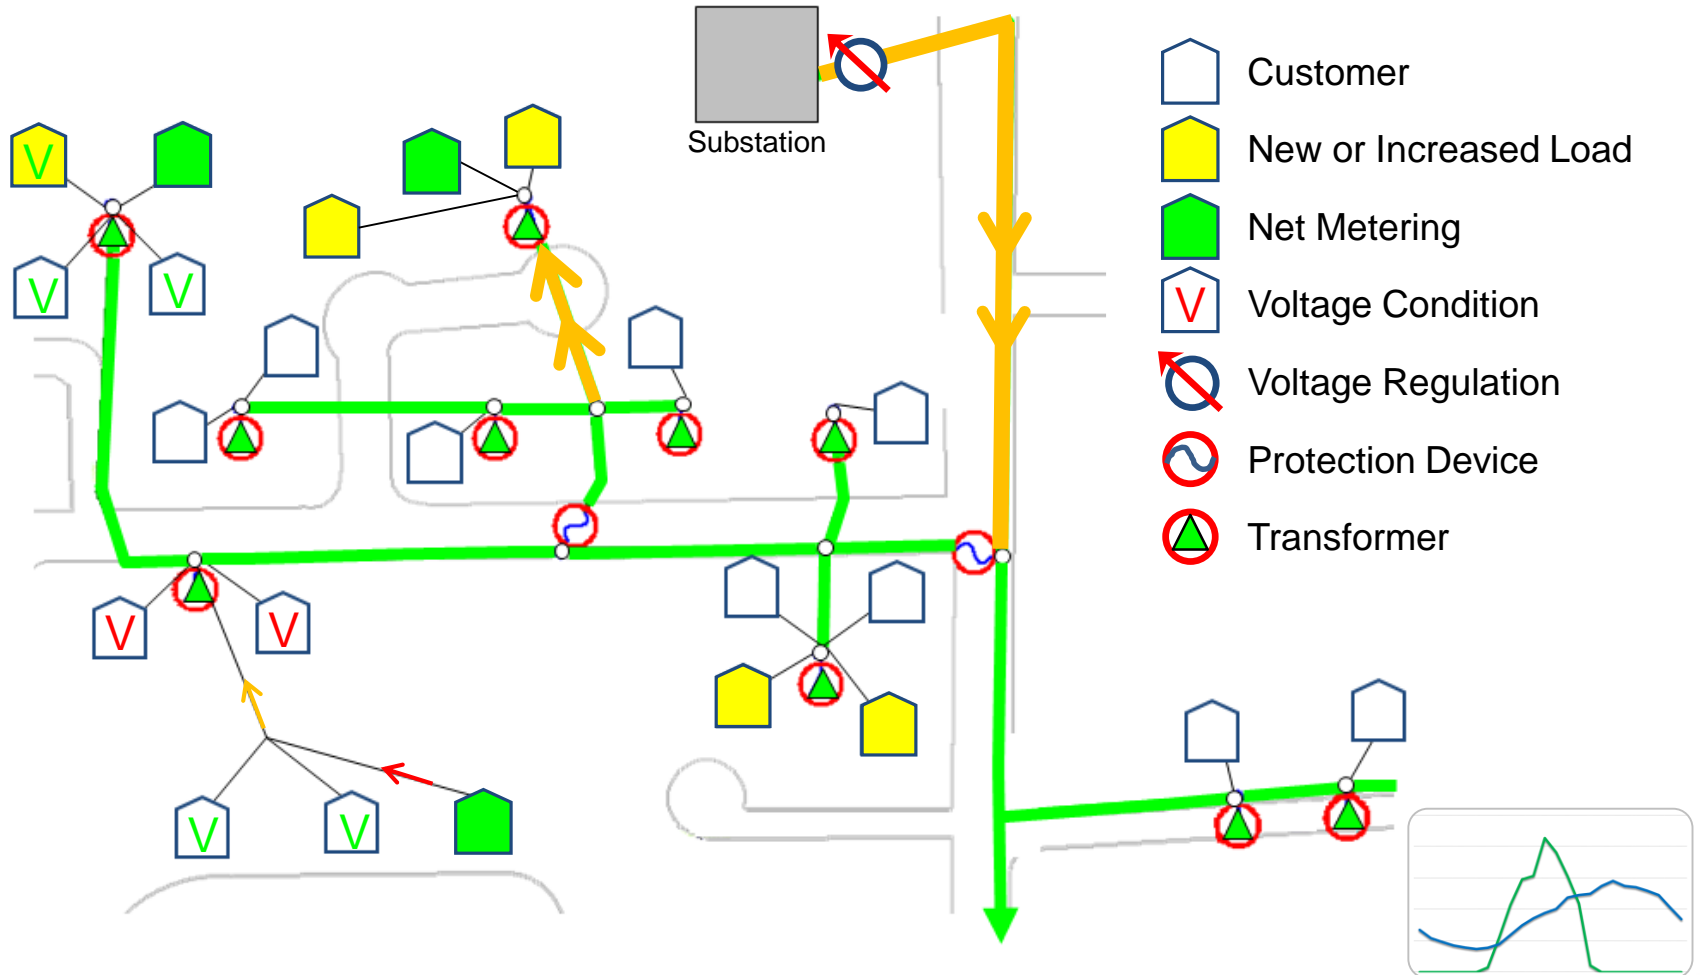 Substation
Customer
New or Increased Load
Net Metering
V
Voltage Condition
Voltage Regulation
Protection Device
Transformer
V
V
V
V
V
V
V